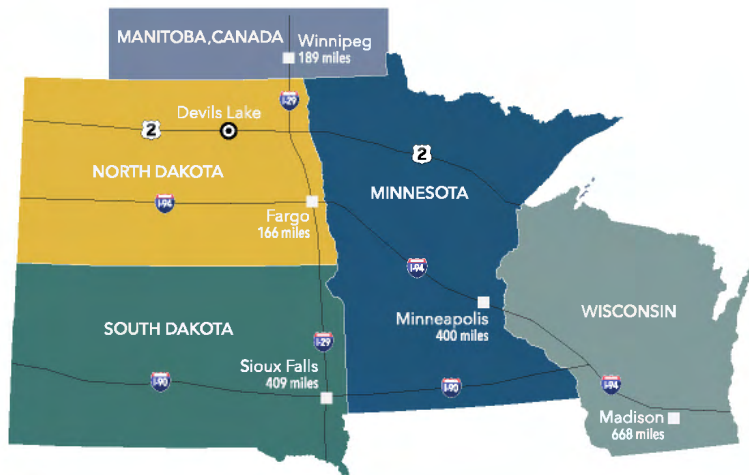 MANITOBA, CANADA
Winnipeg
189 miles
I-29
Devils Lake
2
2
NORTH DAKOTA
MINNESOTA
I-94
Fargo
166 miles
I-94
WISCONSIN
SOUTH DAKOTA
Minneapolis
400 miles
I-29
Sioux Falls
409 miles
I-90
I-90
I-94
Madison
668 miles